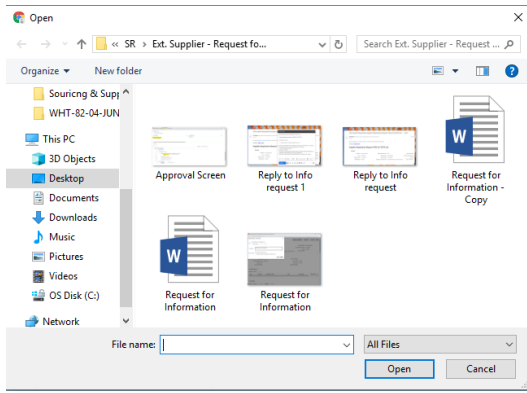 Open
« SR > Ext. Supplier - Request fo...
Search Ext. Supplier - Request ...
Organize
New folder
?
Souricng & Supp
WHT-82-04-JUN
This PC
3D Objects
Desktop
Documents
Downloads
Music
Pictures
Videos
OS Disk (C:)
Network
Approval Screen
Reply to Info
request 1
Reply to Info
request
W
Request for
Information -
Copy
W
Request for
Information
Request for
Information
File name:
All Files
Open
Cancel